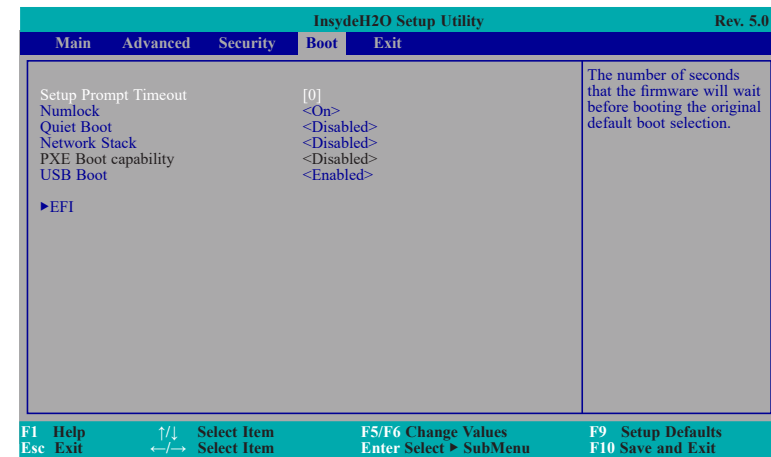 InsydeH2O Setup Utility Rev. 5.0
Main Advanced Security Boot Exit
Setup Prompt Timeout [0]
Numlock <On>
Quiet Boot <Disabled>
Network Stack <Disabled>
PXE Boot capability <Disabled>
USB Boot <Enabled>
►EFI
The number of seconds
that the firmware will wait
before booting the original
default boot selection.
F1 Help ↑/↓ Select Item F5/F6 Change Values F9 Setup Defaults
Esc Exit ←/→ Select Item Enter Select ► SubMenu F10 Save and Exit